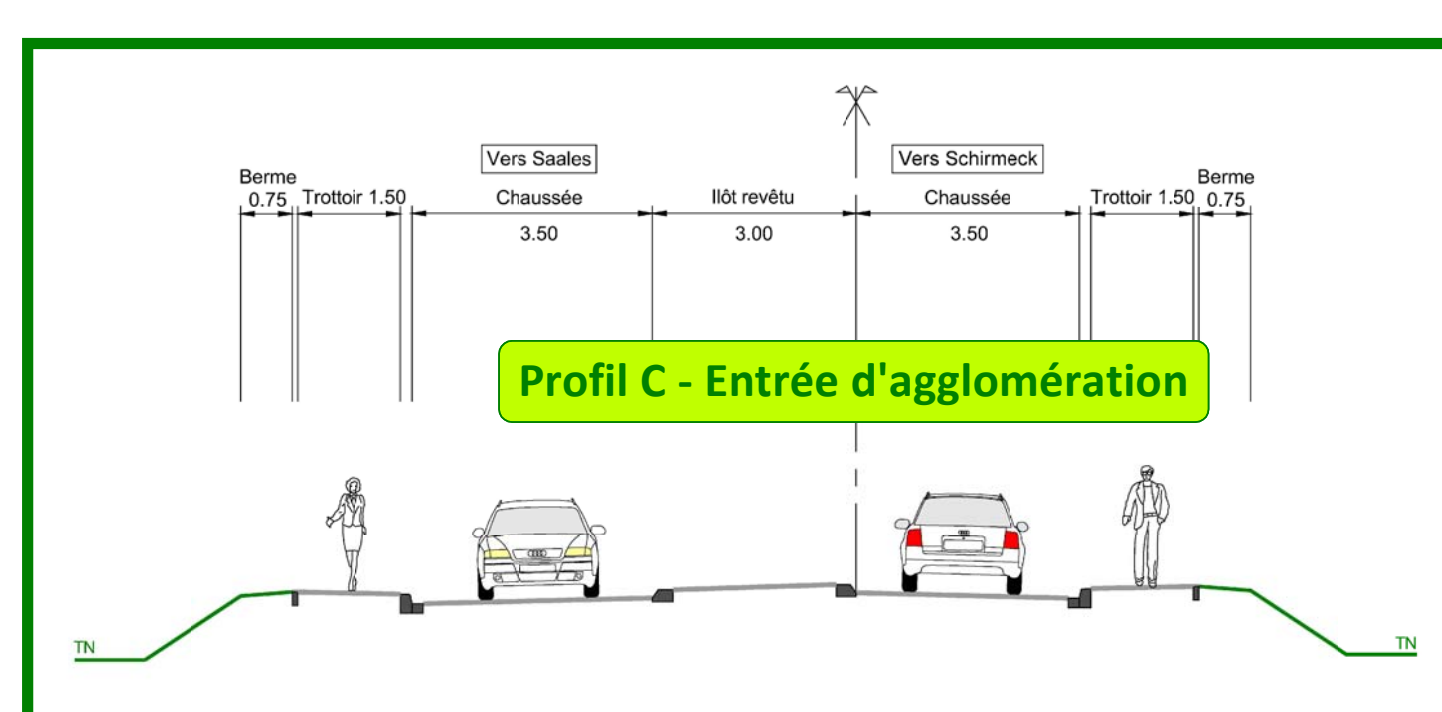 Vers Saales
Vers Schirmeck
Berme
0.75
Trottoir 1.50
Chaussée
3.50
Ilôt revêtu
3.00
Chaussée
3.50
Trottoir 1.50
Berme
0.75
Profil C - Entrée d'agglomération
TN
TN